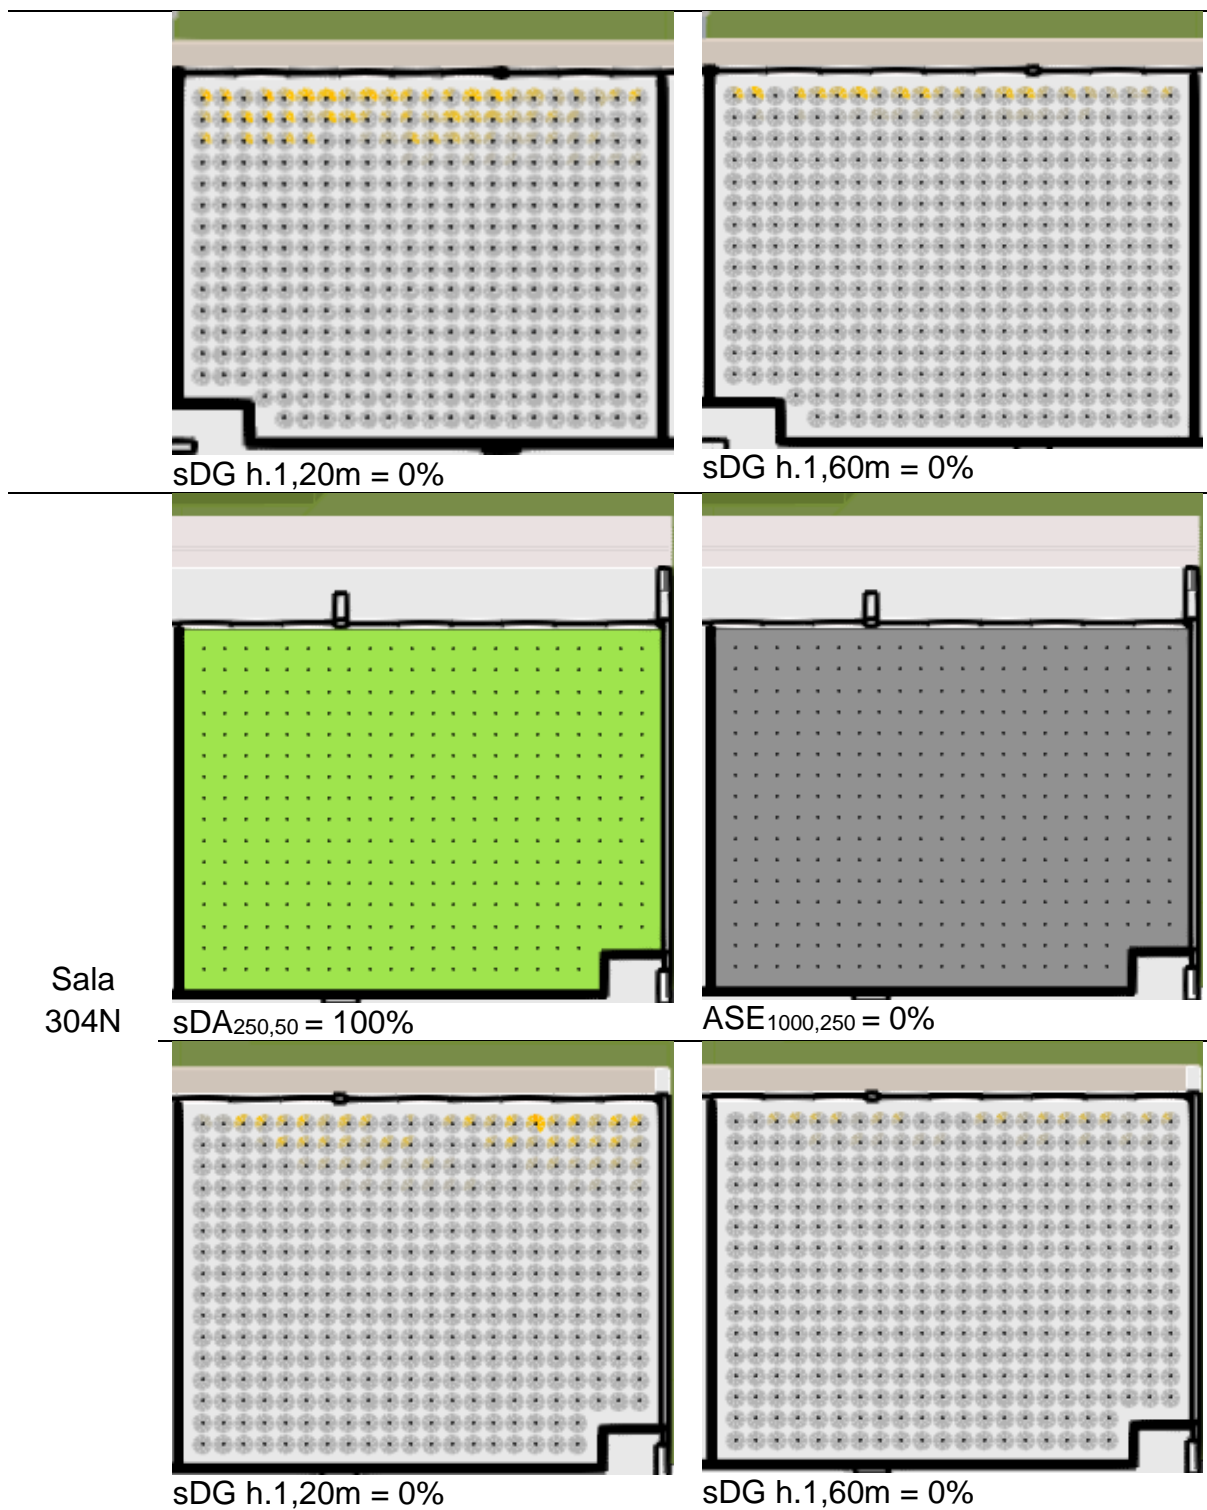 sDG h.1,20m = 0%
sDG h.1,60m = 0%
Sala
304N
sDA250,50 = 100%
ASE1000,250 = 0%
sDG h.1,20m = 0%
sDG h.1,60m = 0%